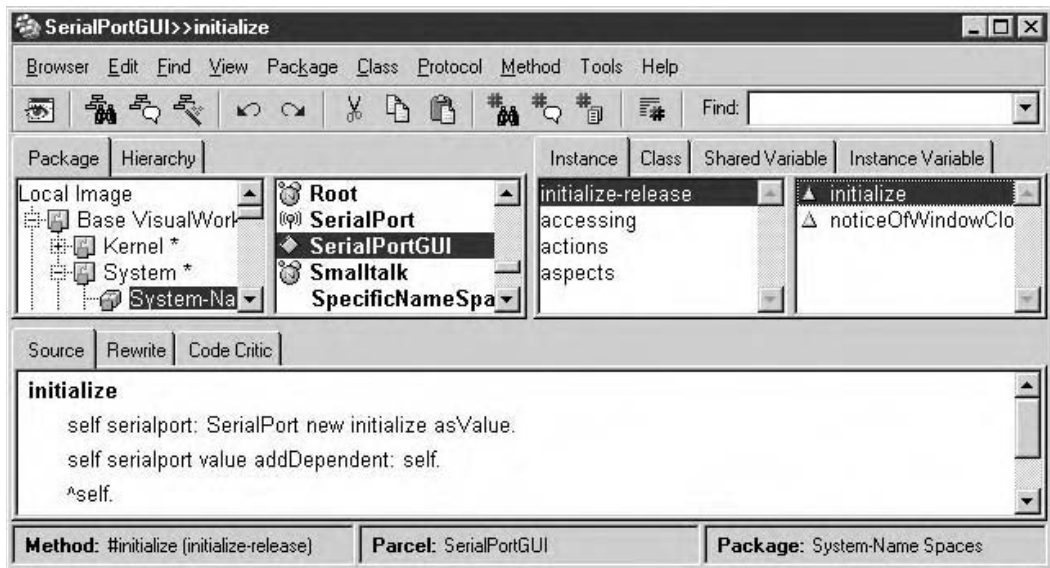 SerialPortGUI>>initialize
Browser Edit Find View Package Class Protocol Method Tools Help
Find:
Package Hierarchy
Instance Class Shared Variable Instance Variable
Local Image
Base VisualWork
Kernel *
System *
System-Na
Root
SerialPort
SerialPortGUI
Smalltalk
SpecificNameSpa
initialize-release
accessing
actions
aspects
initialize
noticeOfWindowClo
Source Rewrite Code Critic
initialize
self serialport: SerialPort new initialize asValue.
self serialport value addDependent: self.
^self.
Method: #initialize (initialize-release) Parcel: SerialPortGUI Package: System-Name Spaces